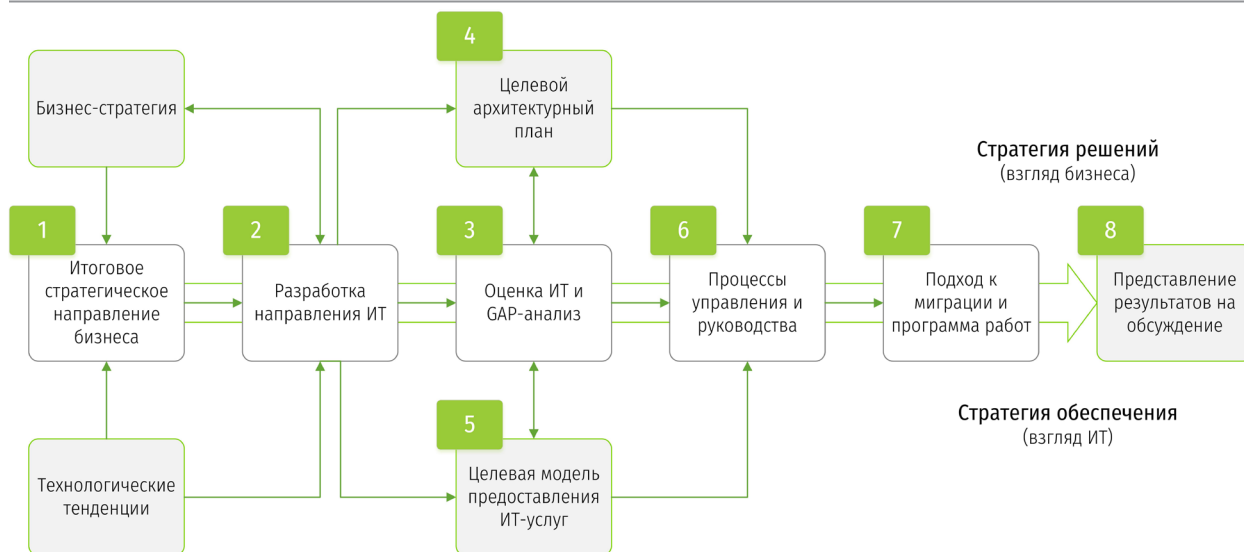 4
Бизнес-стратегия
Целевой
архитектурный
план
Стратегия решений
(взгляд бизнеса)
1
Итоговое
стратегическое
направление
бизнеса
2
Разработка
направления ИТ
3
Оценка ИТ и
GAP-анализ
6
Процессы
управления и
руководства
7
Подход к
миграции и
программа работ
8
Представление
результатов на
обсуждение
Стратегия обеспечения
(взгляд ИТ)
Технологические
тенденции
5
Целевая модель
предоставления
ИТ-услуг